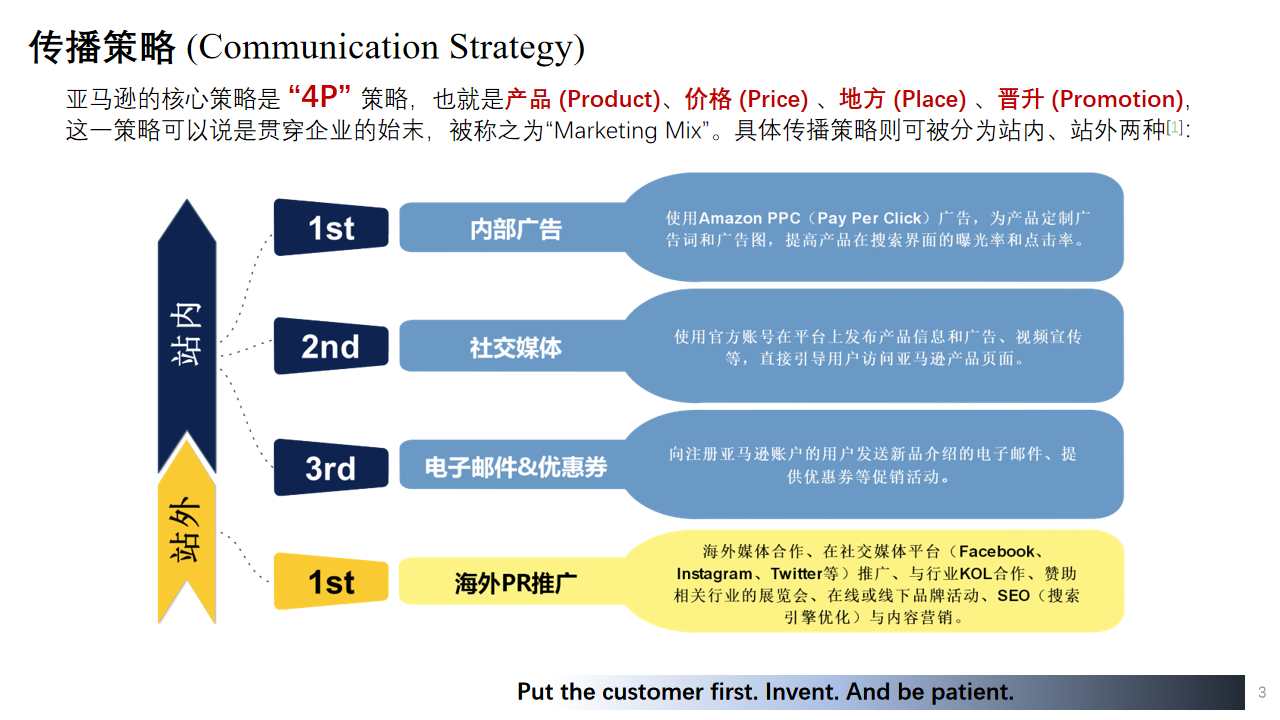 传播策略 (Communication Strategy)
亚马逊的核心策略是 “4P” 策略，也就是产品 (Product)、价格 (Price) 、地方 (Place) 、晋升 (Promotion)，
这一策略可以说是贯穿企业的始末，被称之为“Marketing Mix”。具体传播策略则可被分为站内、站外两种[1]：
站内
1st
内部广告
使用Amazon PPC（Pay Per Click）广告，为产品定制广
告词和广告图，提高产品在搜索界面的曝光率和点击率。
2nd
社交媒体
使用官方账号在平台上发布产品信息和广告、视频宣传
等，直接引导用户访问亚马逊产品页面。
3rd
电子邮件&优惠券
向注册亚马逊账户的用户发送新品介绍的电子邮件、提
供优惠券等促销活动。
站外
1st
海外PR推广
海外媒体合作、在社交媒体平台（Facebook、
Instagram、Twitter等）推广、与行业KOL合作、赞助
相关行业的展览会、在线或线下品牌活动、SEO（搜索
引擎优化）与内容营销。
Put the customer first. Invent. And be patient.
3